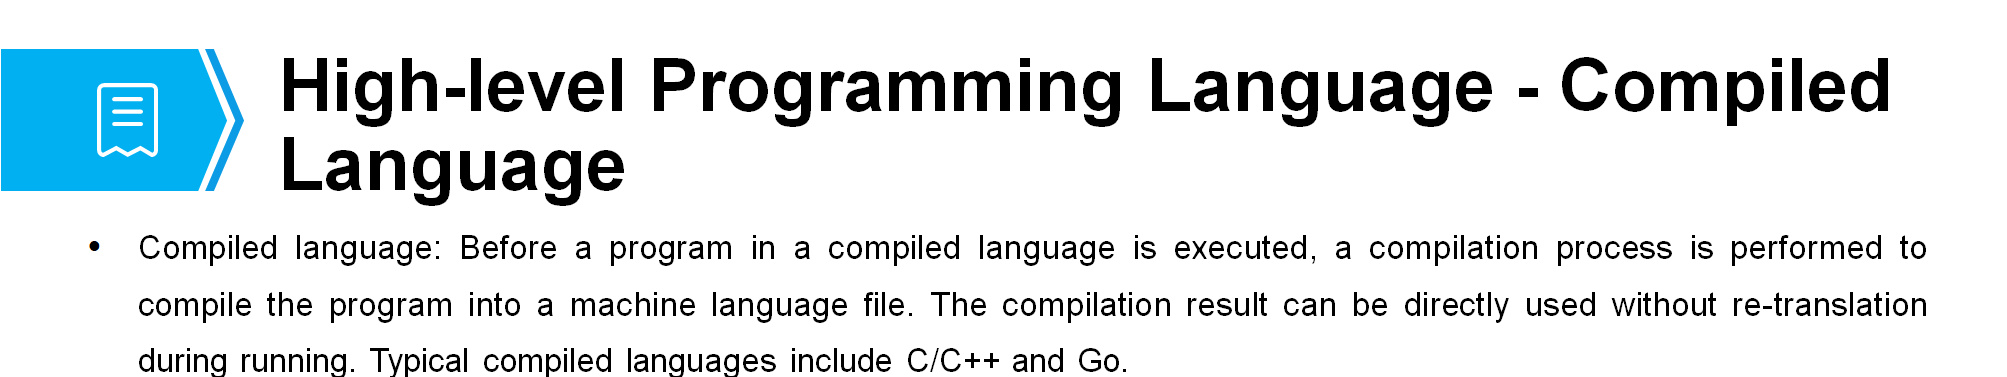 High-level Programming Language - Compiled
Language
• Compiled language: Before a program in a compiled language is executed, a compilation process is performed to
compile the program into a machine language file. The compilation result can be directly used without re-translation
during running. Typical compiled languages include C/C++ and Go.